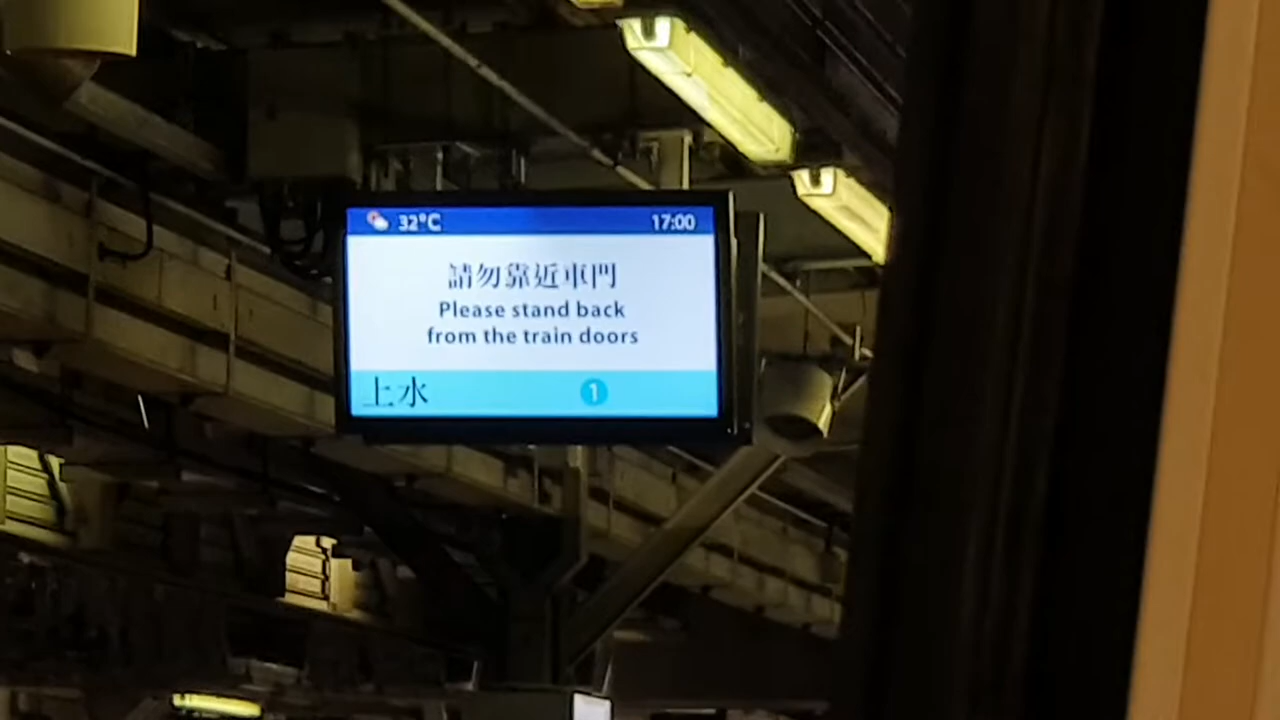 32°C 17:00
請勿靠近車門
Please stand back
from the train doors
上水 1